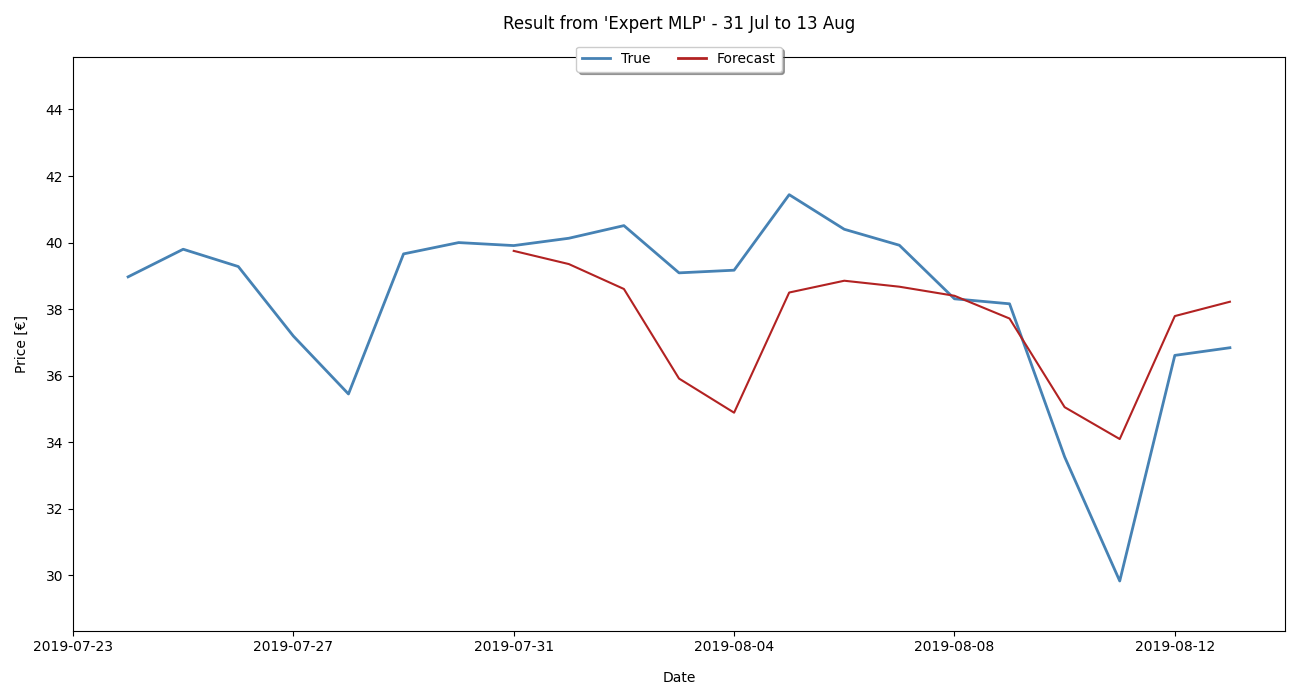 Result from 'Expert MLP' - 31 Jul to 13 Aug
True Forecast
44
42
40
38
36
34
32
30
Price [€]
2019-07-23 2019-07-27 2019-07-31 2019-08-04 2019-08-08 2019-08-12
Date